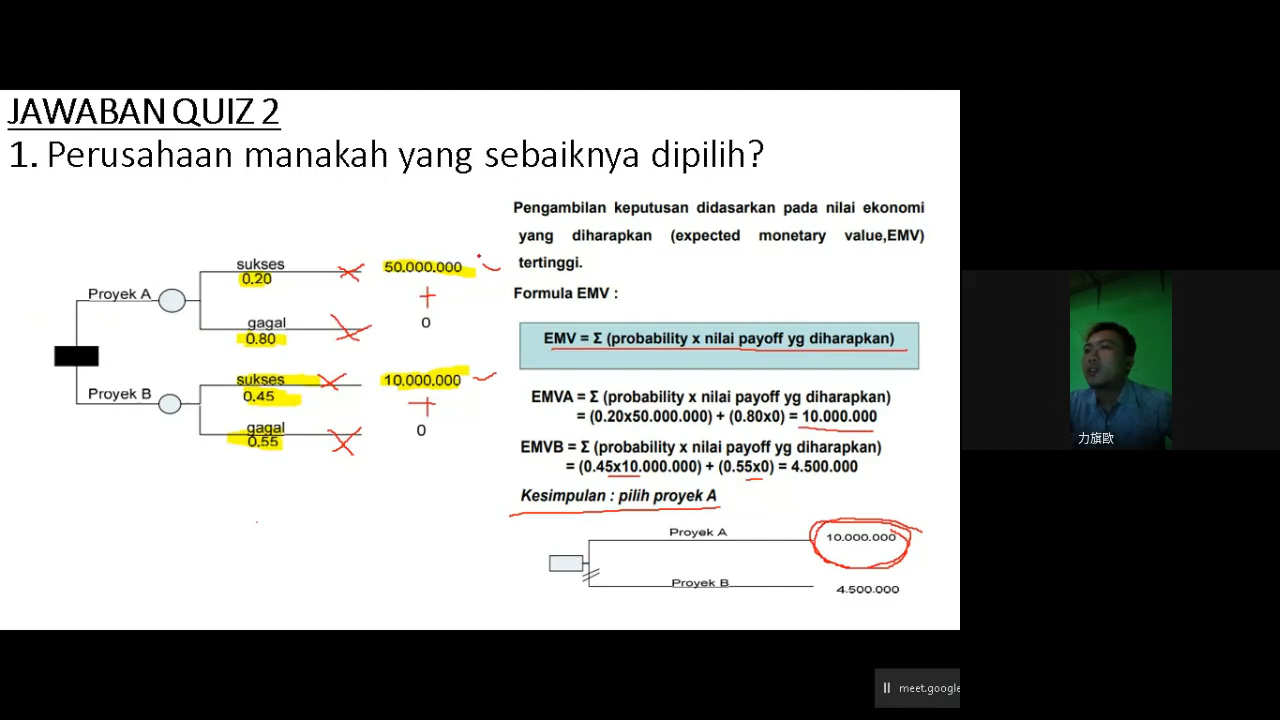 JAWABAN QUIZ 2
1. Perusahaan manakah yang sebaiknya dipilih?
Proyek A
sukses
0.20
50.000.000
+
gagal
0.80
0
Proyek B
sukses
0.45
10.000.000
+
gagal
0.55
0
Pengambilan keputusan didasarkan pada nilai ekonomi
yang diharapkan (expected monetary value,EMV)
tertinggi.
Formula EMV :
EMV = Σ (probability x nilai payoff yg diharapkan)
EMVA = Σ (probability x nilai payoff yg diharapkan)
= (0.20x50.000.000) + (0.80x0) = 10.000.000
EMVB = Σ (probability x nilai payoff yg diharapkan)
= (0.45x10.000.000) + (0.55x0) = 4.500.000
Kesimpulan : pilih proyek A
Proyek A
10.000.000
Proyek B
4.500.000
力旗歐
meet.google